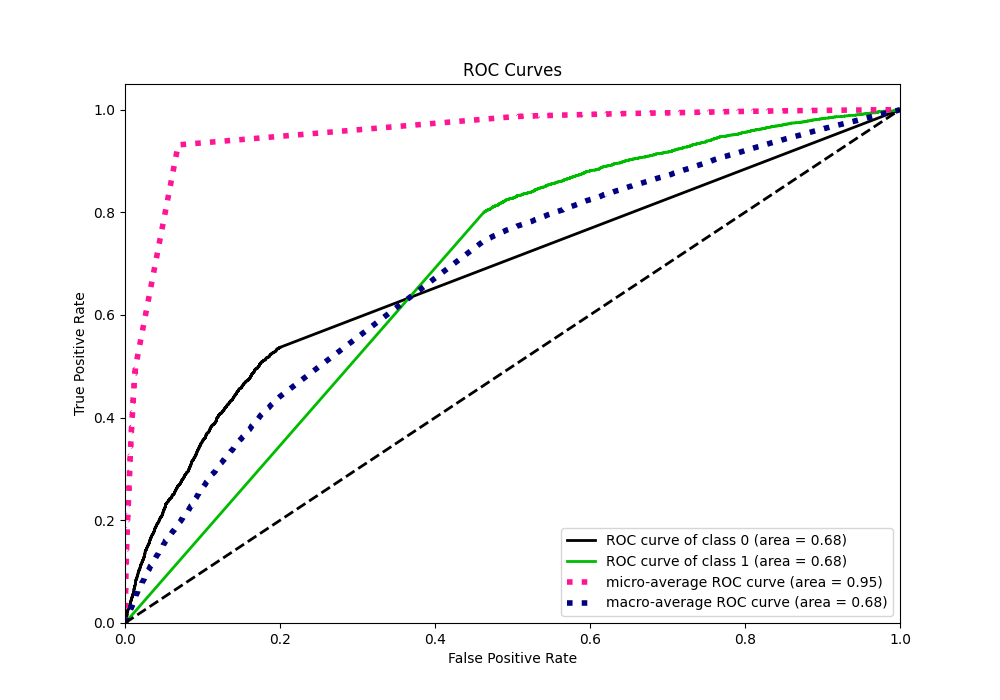 ROC Curves
True Positive Rate
1.0
0.8
0.6
0.4
0.2
0.0
0.0 0.2 0.4 0.6 0.8 1.0
False Positive Rate
ROC curve of class 0 (area = 0.68)
ROC curve of class 1 (area = 0.68)
micro-average ROC curve (area = 0.95)
macro-average ROC curve (area = 0.68)